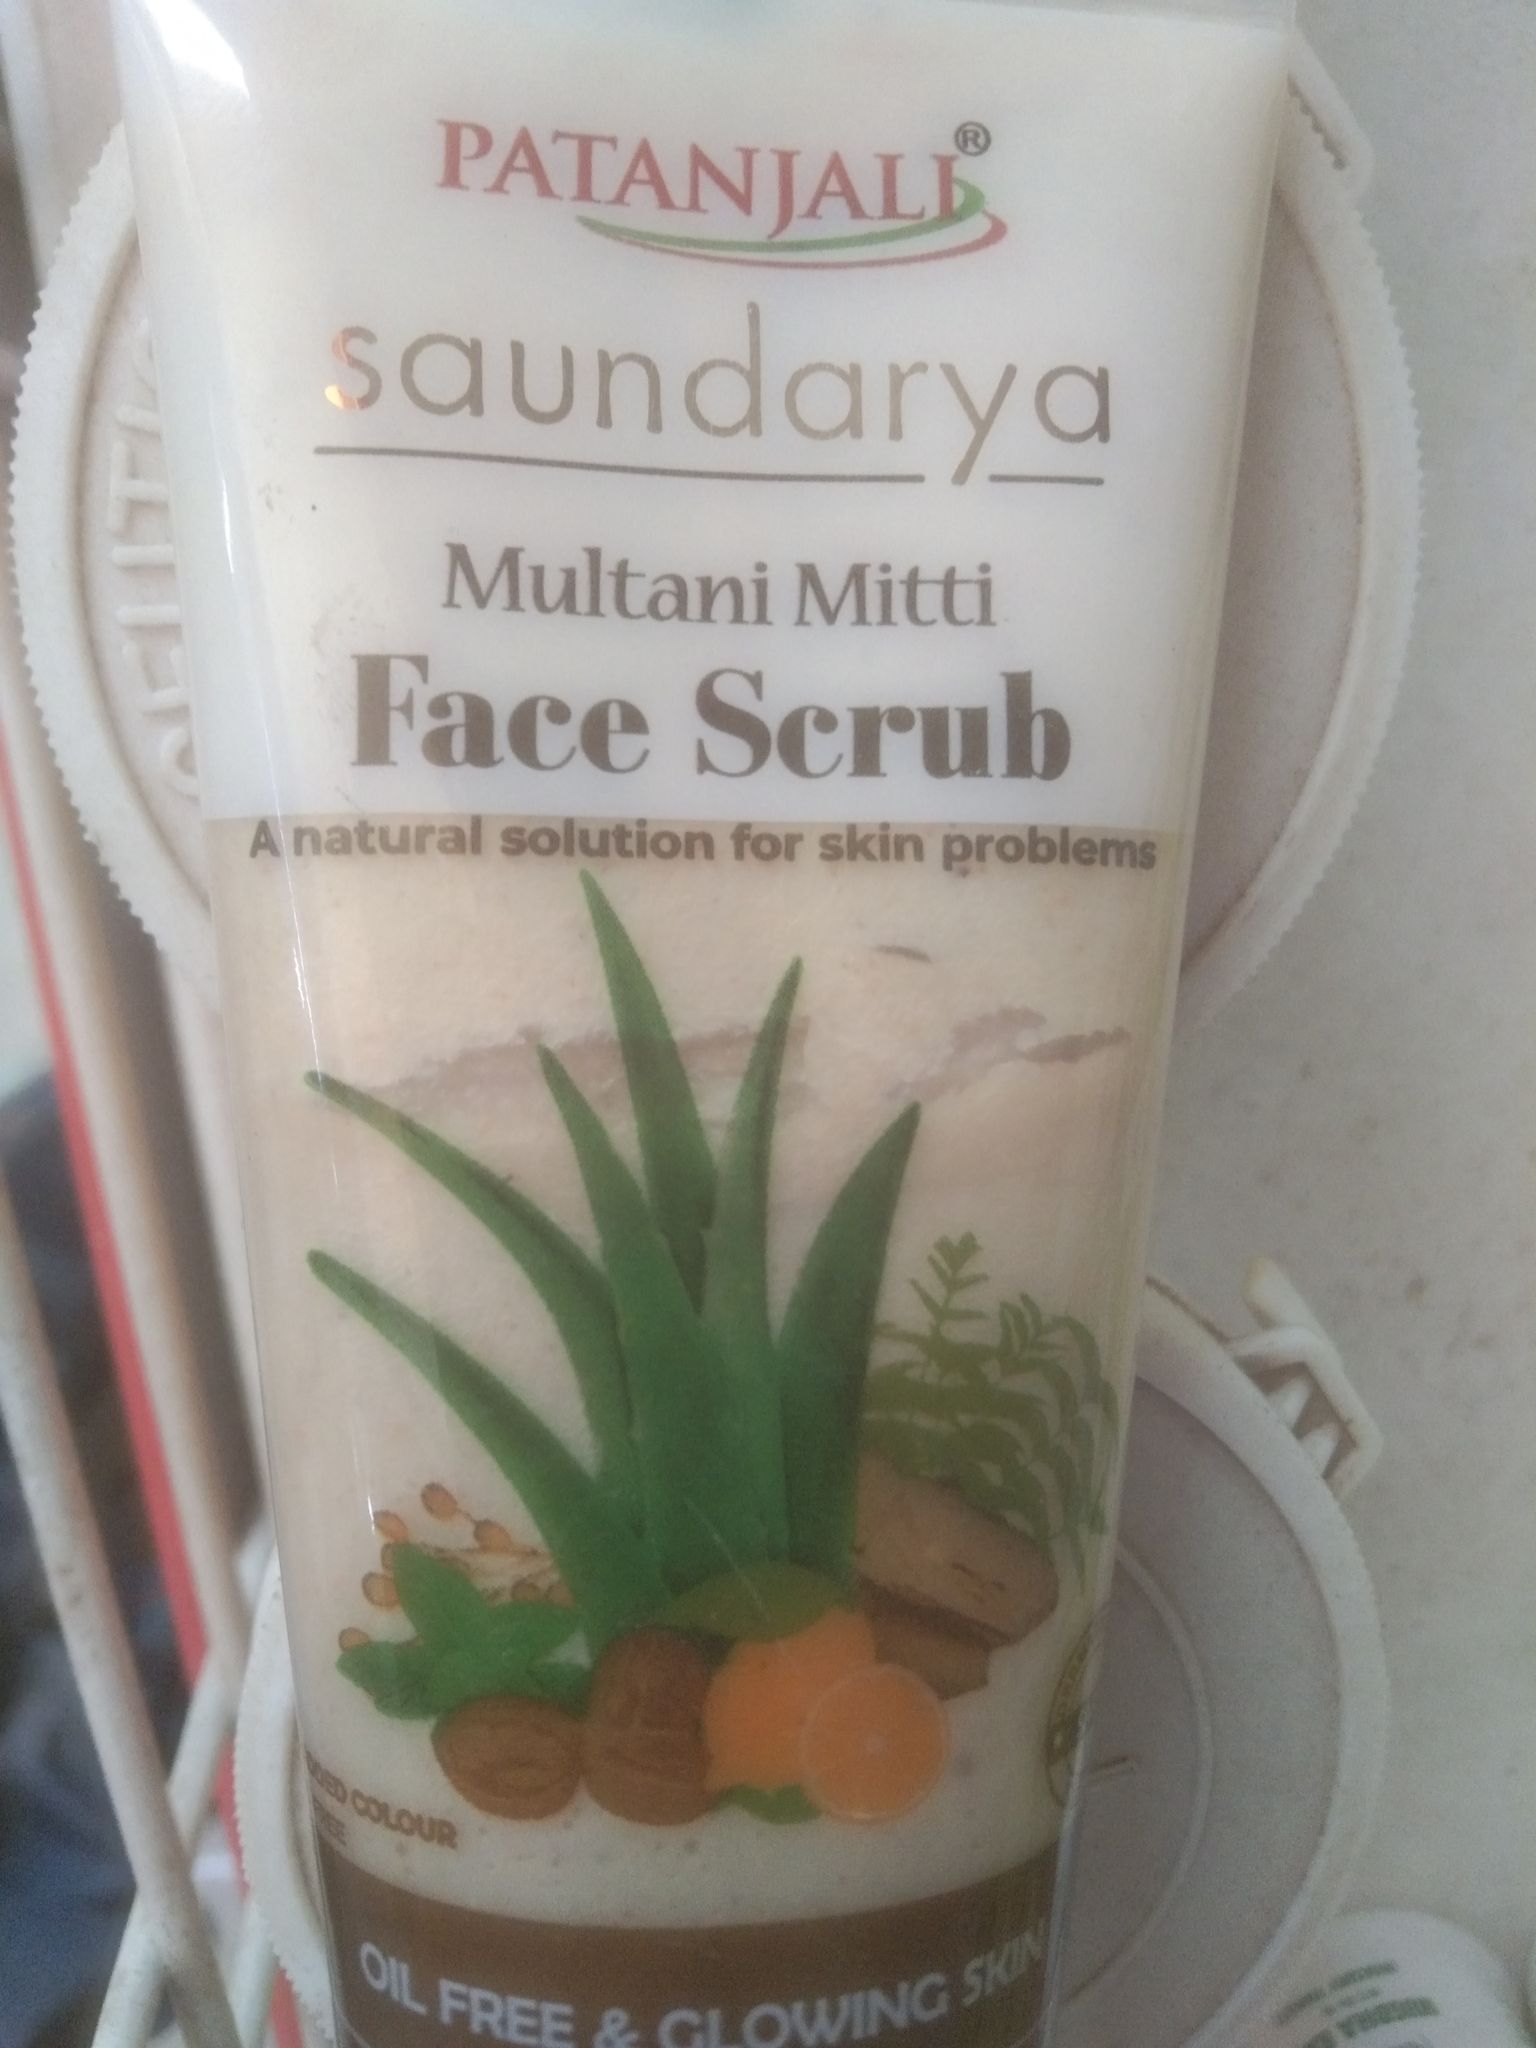 PATANJALI®
saundarya
Multani Mitti
Face Scrub
A natural solution for skin problems
COLOUR
OIL FREE & GLOWING SKIN